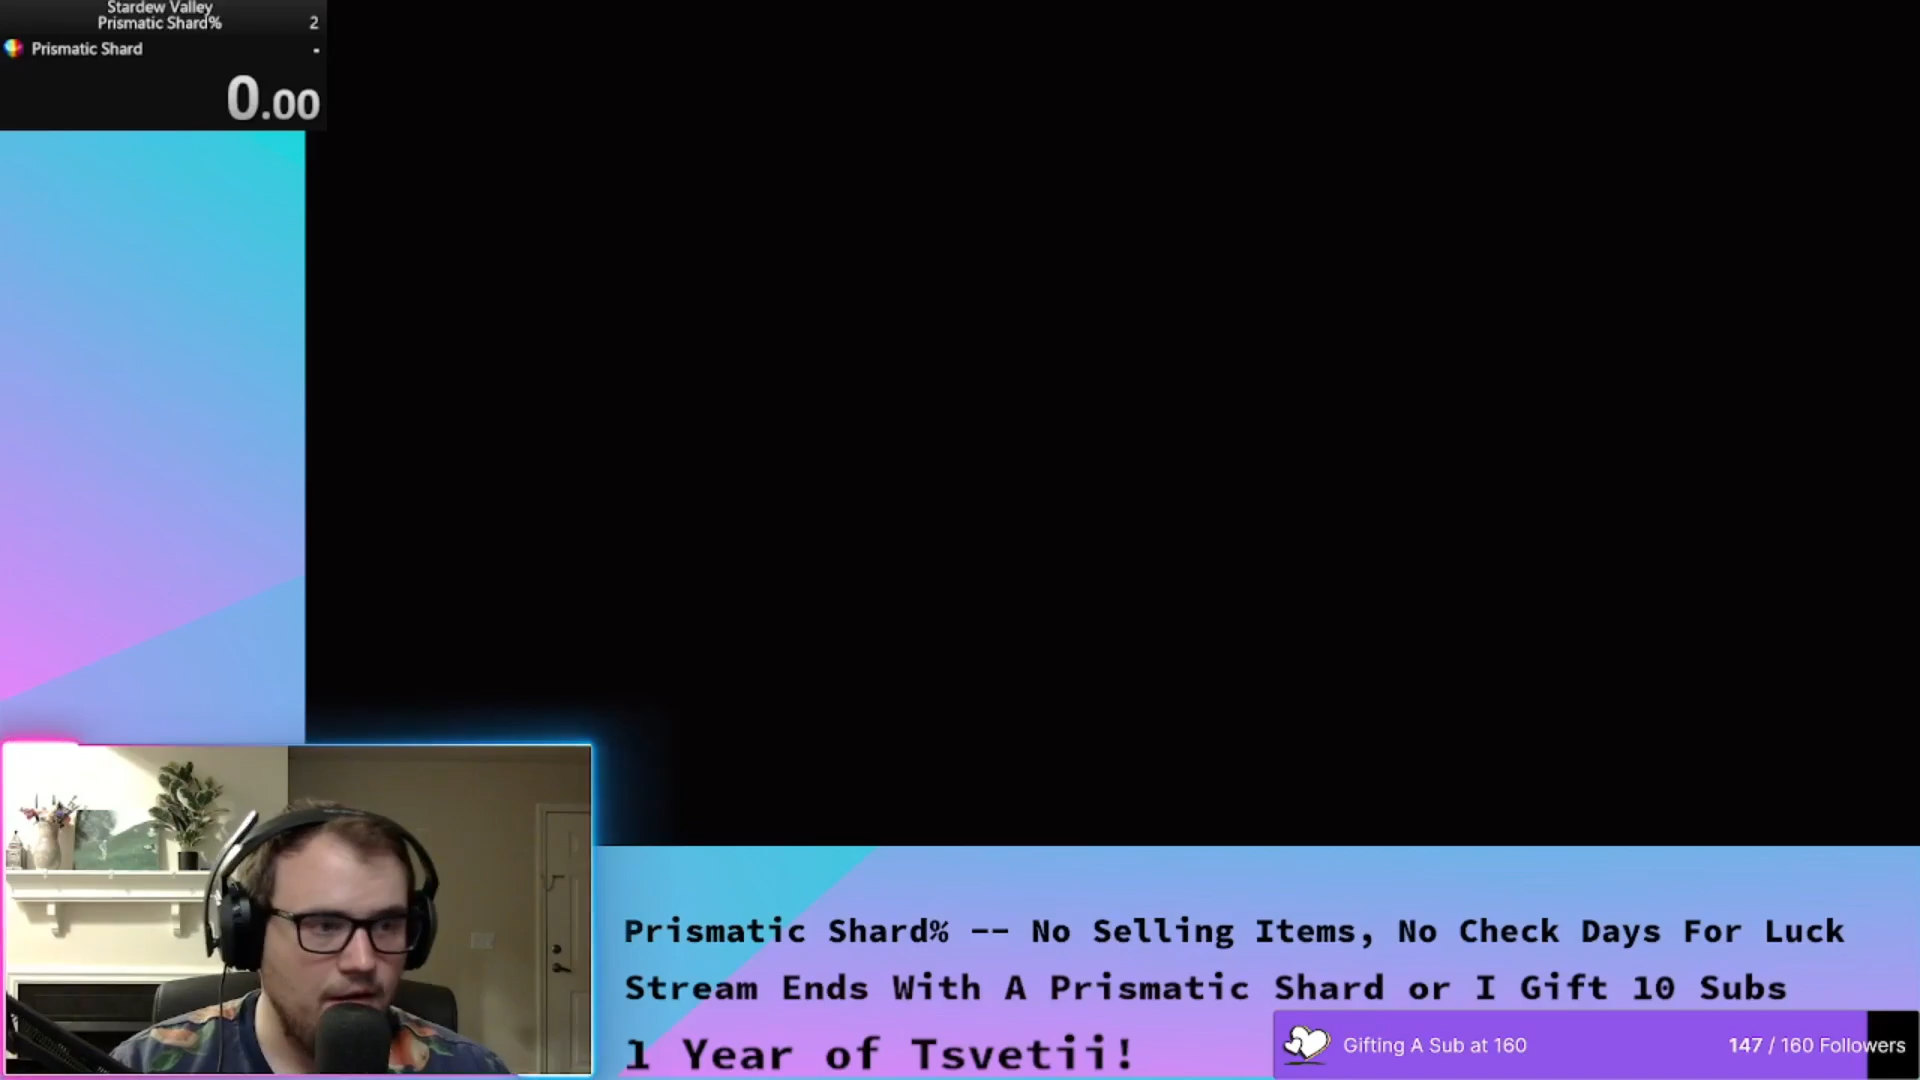 Stardew Valley
Prismatic Shard% 2
Prismatic Shard -
0.00
Prismatic Shard% -- No Selling Items, No Check Days For Luck
Stream Ends With A Prismatic Shard or I Gift 10 Subs
1 Year of Tsvetii!
Gifting A Sub at 160 147 / 160 Followers